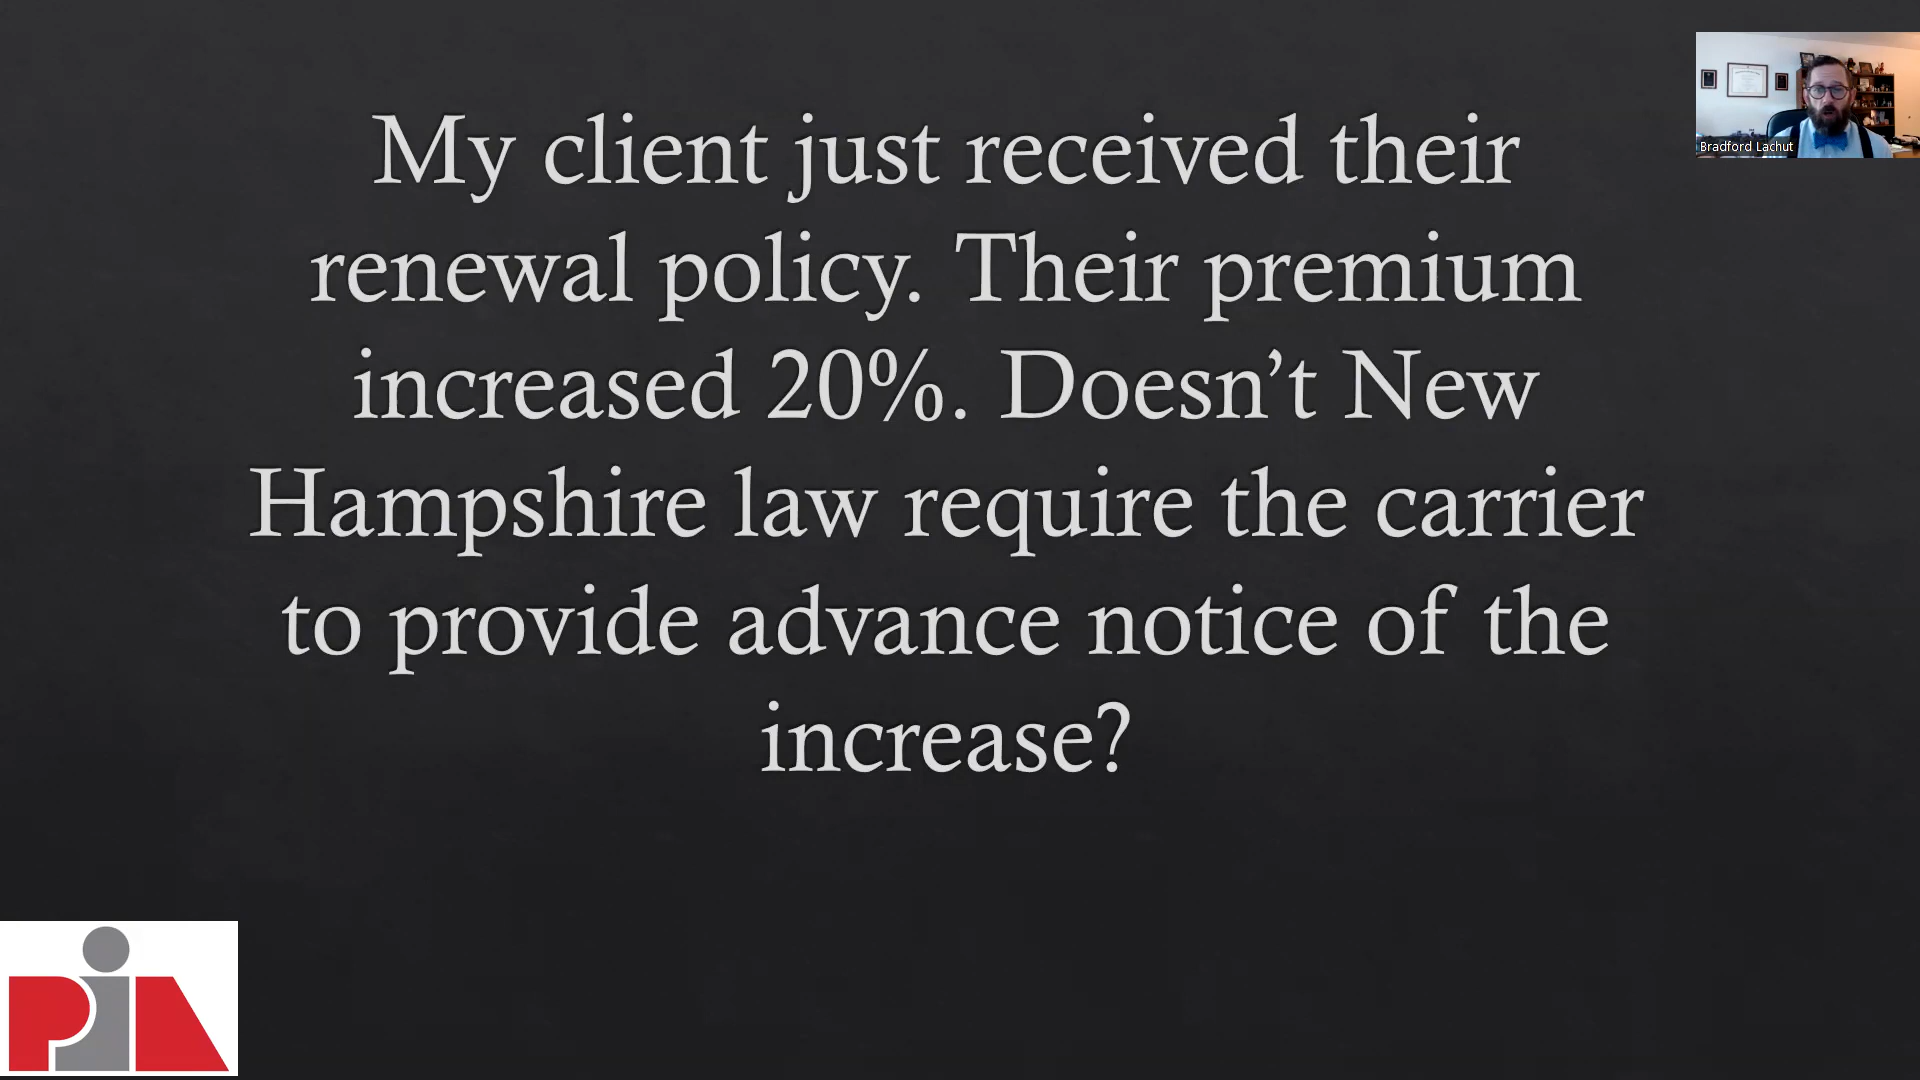 My client just received their
renewal policy. Their premium
increased 20%. Doesn’t New
Hampshire law require the carrier
to provide advance notice of the
increase?
Bradford Lachut
PIA